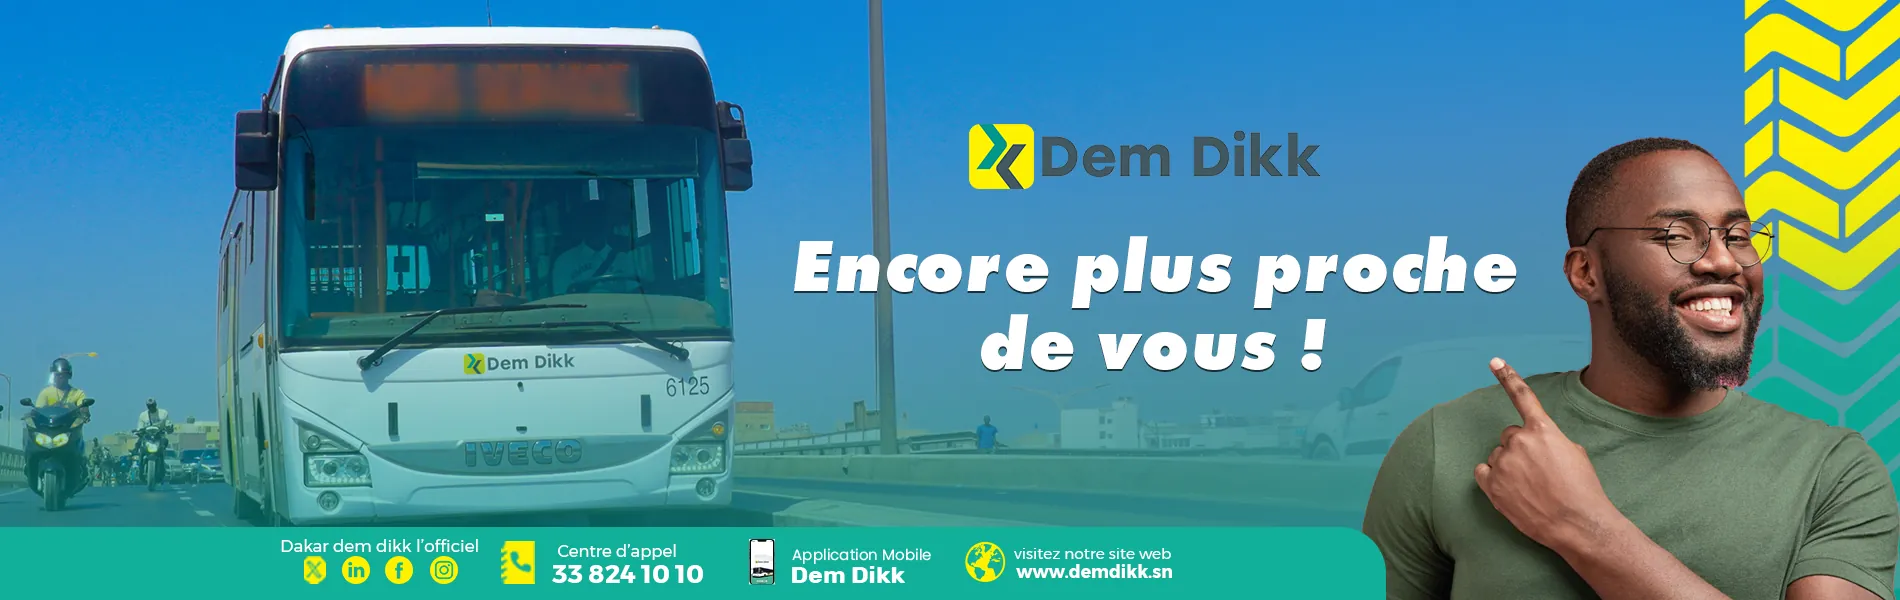 Dem Dikk
Encore plus proche
de vous !
Dem Dikk
6125
IVECO
Dakar dem dikk l'officiel
Centre d'appel
33 824 10 10
Application Mobile
Dem Dikk
visitez notre site web
www.demdikk.sn